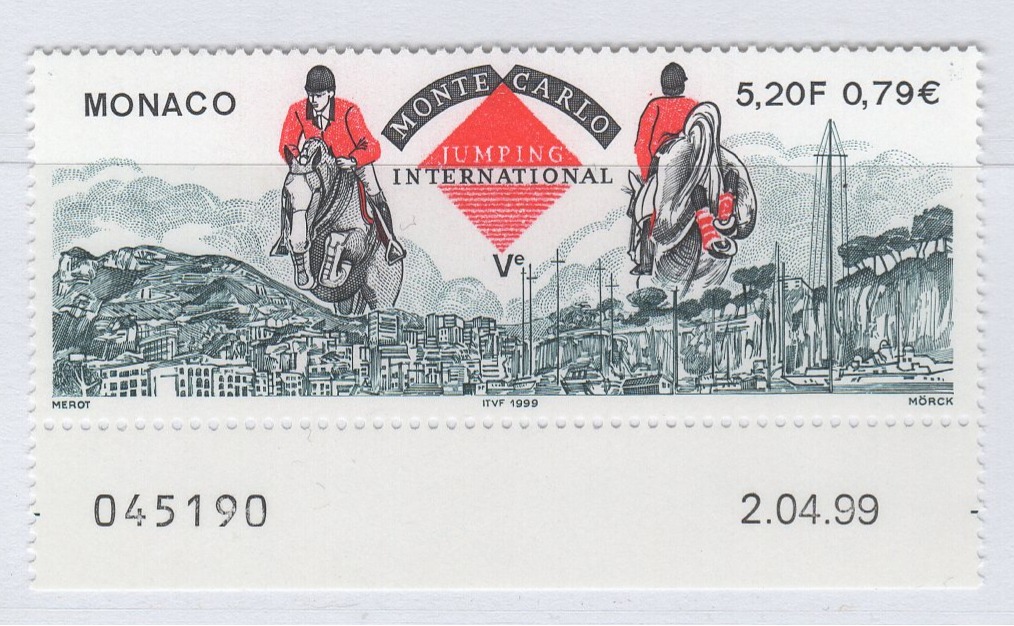 MONACO
MONTE CARLO
5,20F 0,79€
JUMPING
INTERNATIONAL
Ve
MEROT
ITVF 1999
MÖRCK
045190
2.04.99